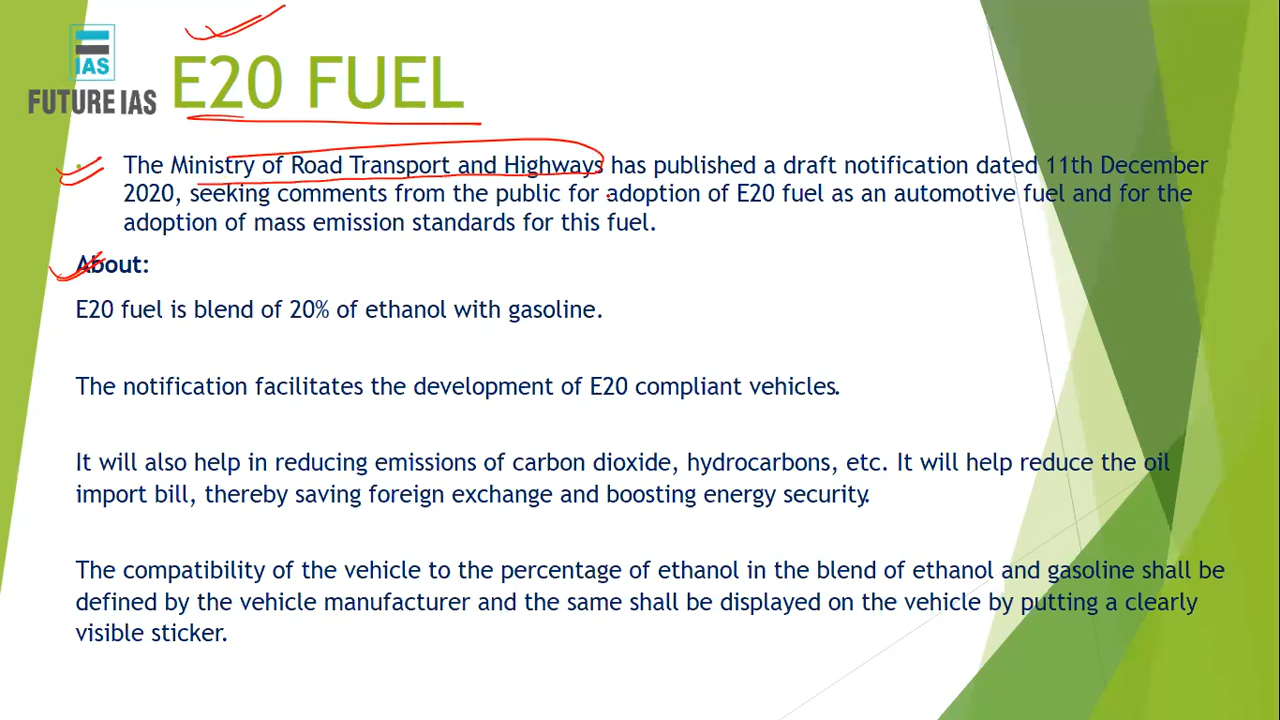 IAS
FUTURE IAS
E20 FUEL
The Ministry of Road Transport and Highways has published a draft notification dated 11th December
2020, seeking comments from the public for adoption of E20 fuel as an automotive fuel and for the
adoption of mass emission standards for this fuel.
About:
E20 fuel is blend of 20% of ethanol with gasoline.
The notification facilitates the development of E20 compliant vehicles.
It will also help in reducing emissions of carbon dioxide, hydrocarbons, etc. It will help reduce the oil
import bill, thereby saving foreign exchange and boosting energy security.
The compatibility of the vehicle to the percentage of ethanol in the blend of ethanol and gasoline shall be
defined by the vehicle manufacturer and the same shall be displayed on the vehicle by putting a clearly
visible sticker.